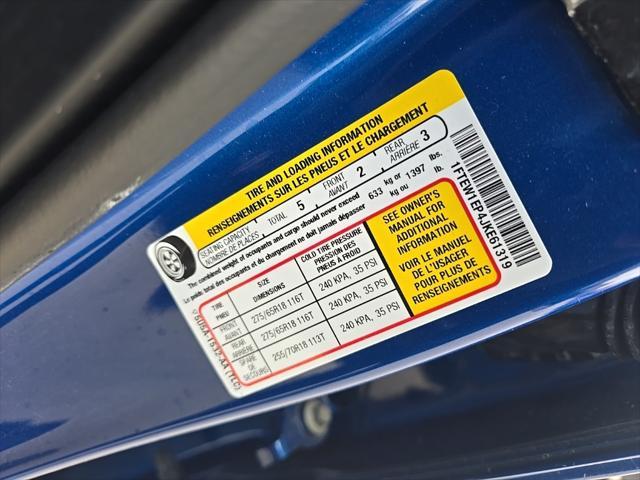 TIRE AND LOADING INFORMATION
RENSEIGNEMENTS SUR LES PNEUS ET LE CHARGEMENT
SEATING CAPACITY TOTAL 5 FRONT 2 REAR 3
NOMBRE DE PLACES AVANT ARRIÈRE
The combined weight of occupants and cargo should never exceed 633 kg or 1397 lbs.
Le poids total des occupants et du chargement ne doit jamais dépasser kg ou lb.
TIRE SIZE COLD TIRE PRESSURE
PNEU DIMENSIONS PRESSION DES PNEUS À FROID
FRONT AVANT 275/65R18 116T 240 KPA, 35 PSI
REAR ARRIÈRE 275/65R18 116T 240 KPA, 35 PSI
SPARE DE SECOURS 255/70R18 113T 240 KPA, 35 PSI
SEE OWNER'S
MANUAL FOR
ADDITIONAL
INFORMATION
VOIR LE MANUEL
DE L'USAGER
POUR PLUS DE
RENSEIGNEMENTS
1FTEW1EP4JKE61319